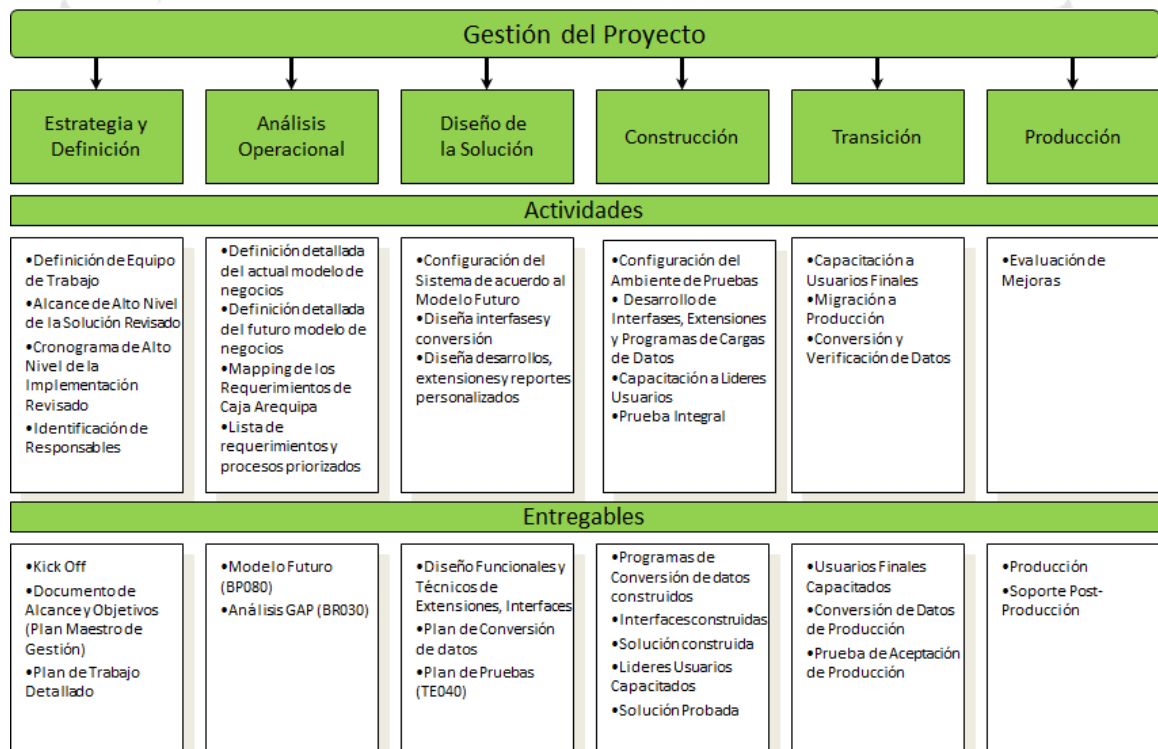 Gestión del Proyecto
Estrategia y
Definición
Análisis
Operacional
Diseño de
la Solución
Construcción
Transición
Producción
Actividades
•Definición de Equipo
de Trabajo
•Alcance de Alto Nivel
de la Solución Revisado
•Cronograma de Alto
Nivel de la
Implementación
Revisado
•Identificación de
Responsables
•Definición detallada
del actual modelo de
negocios
•Definición detallada
del futuro modelo de
negocios
•Mapping de los
Requerimientos de
Caja Arequipa
•Lista de
requerimientos y
procesos priorizados
•Configuración del
Sistema de acuerdo al
Modelo Futuro
•Diseña interfases y
conversión
•Diseña desarrollos,
extensiones y reportes
personalizados
•Configuración del
Ambiente de Pruebas
• Desarrollo de
Interfases, Extensiones
y Programas de Cargas
de Datos
•Capacitación a Lideres
Usuarios
•Prueba Integral
•Capacitación a
Usuarios Finales
•Migración a
Producción
•Conversión y
Verificación de Datos
•Evaluación de
Mejoras
Entregables
•Kick Off
•Documento de
Alcance y Objetivos
(Plan Maestro de
Gestión)
•Plan de Trabajo
Detallado
•Modelo Futuro
(BP080)
•Análisis GAP (BR030)
•Diseño Funcionales y
Técnicos de
Extensiones, Interfaces
•Plan de Conversión
de datos
•Plan de Pruebas
(TE040)
•Programas de
Conversión de datos
construidos
•Interfaces construidas
•Solución construida
•Lideres Usuarios
Capacitados
•Solución Probada
•Usuarios Finales
Capacitados
•Conversión de Datos
de Producción
•Prueba de Aceptación
de Producción
•Producción
•Soporte Post-
Producción